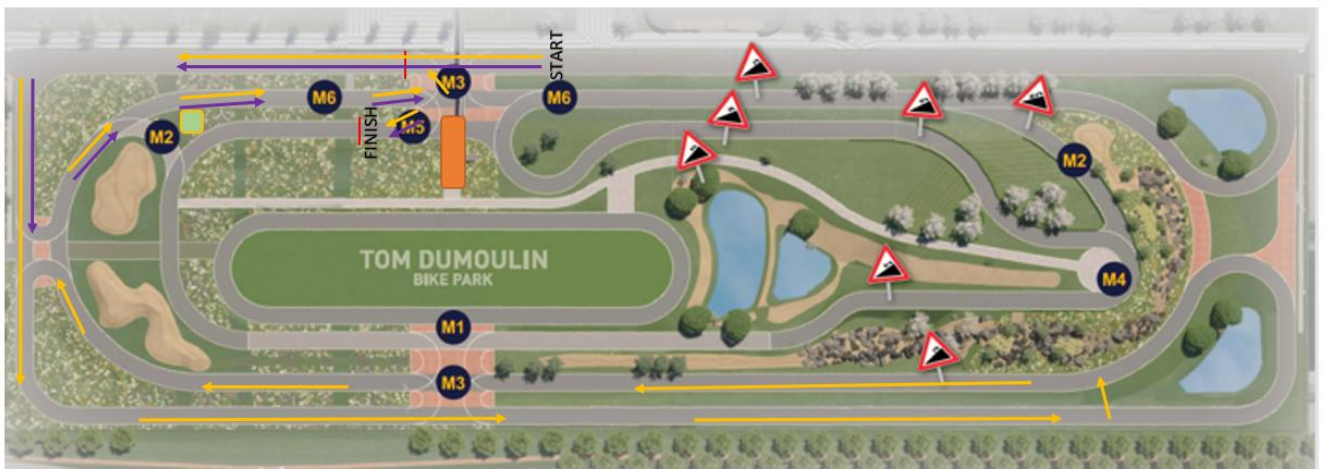 START
M3
M6
M6
M5
FINISH
M2
M2
TOM DUMOULIN
BIKE PARK
M4
M1
M3